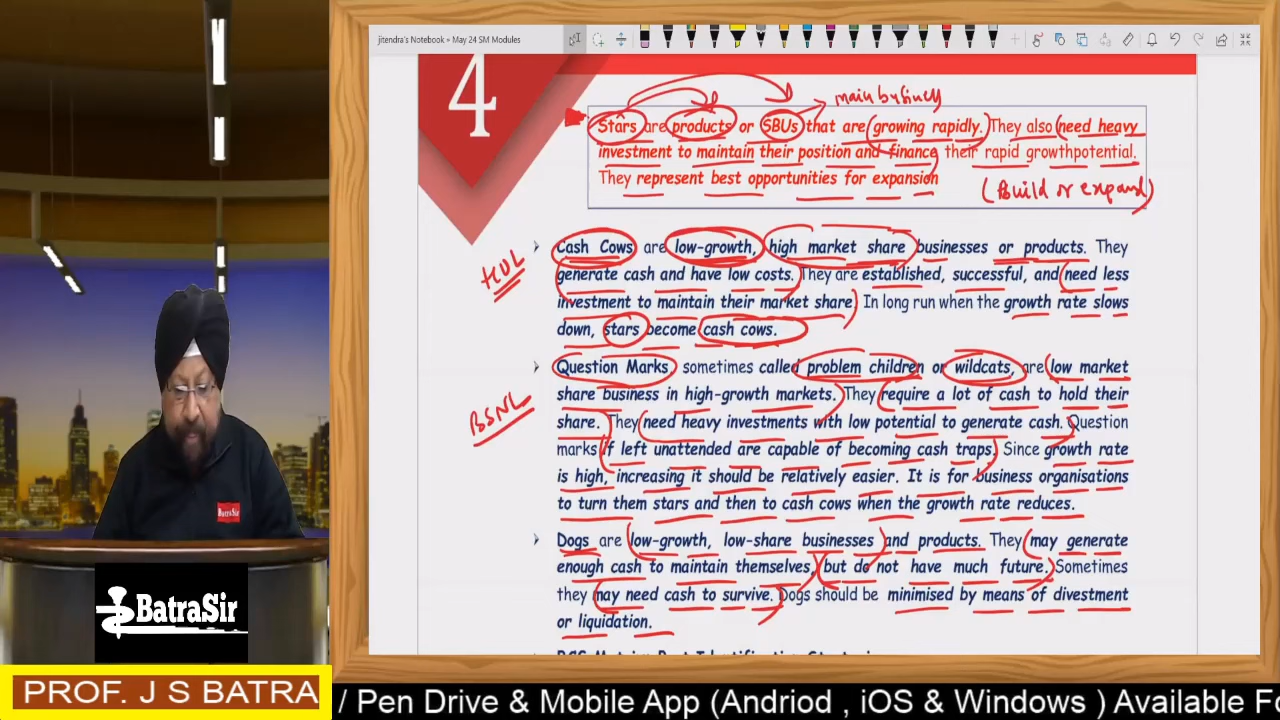 jitendra's Notebook » May 24 SM Modules
4
main business
Stars are products or SBUs that are growing rapidly. They also need heavy
investment to maintain their position and finance their rapid growthpotential.
They represent best opportunities for expansion
(Build or expand)
Cash Cows are low-growth, high market share businesses or products. They
HUL
generate cash and have low costs. They are established, successful, and need less
investment to maintain their market share. In long run when the growth rate slows
down, stars become cash cows.
Question Marks sometimes called problem children or wildcats, are low market
share business in high-growth markets. They require a lot of cash to hold their
BSNL
share. They need heavy investments with low potential to generate cash. Question
marks if left unattended are capable of becoming cash traps. Since growth rate
is high, increasing it should be relatively easier. It is for business organisations
to turn them stars and then to cash cows when the growth rate reduces.
Dogs are low-growth, low-share businesses and products. They may generate
enough cash to maintain themselves, but do not have much future. Sometimes
they may need cash to survive. Dogs should be minimised by means of divestment
or liquidation.
BatraSir
BatraSir
PROF. J S BATRA
/ Pen Drive & Mobile App (Andriod , iOS & Windows ) Available Fo